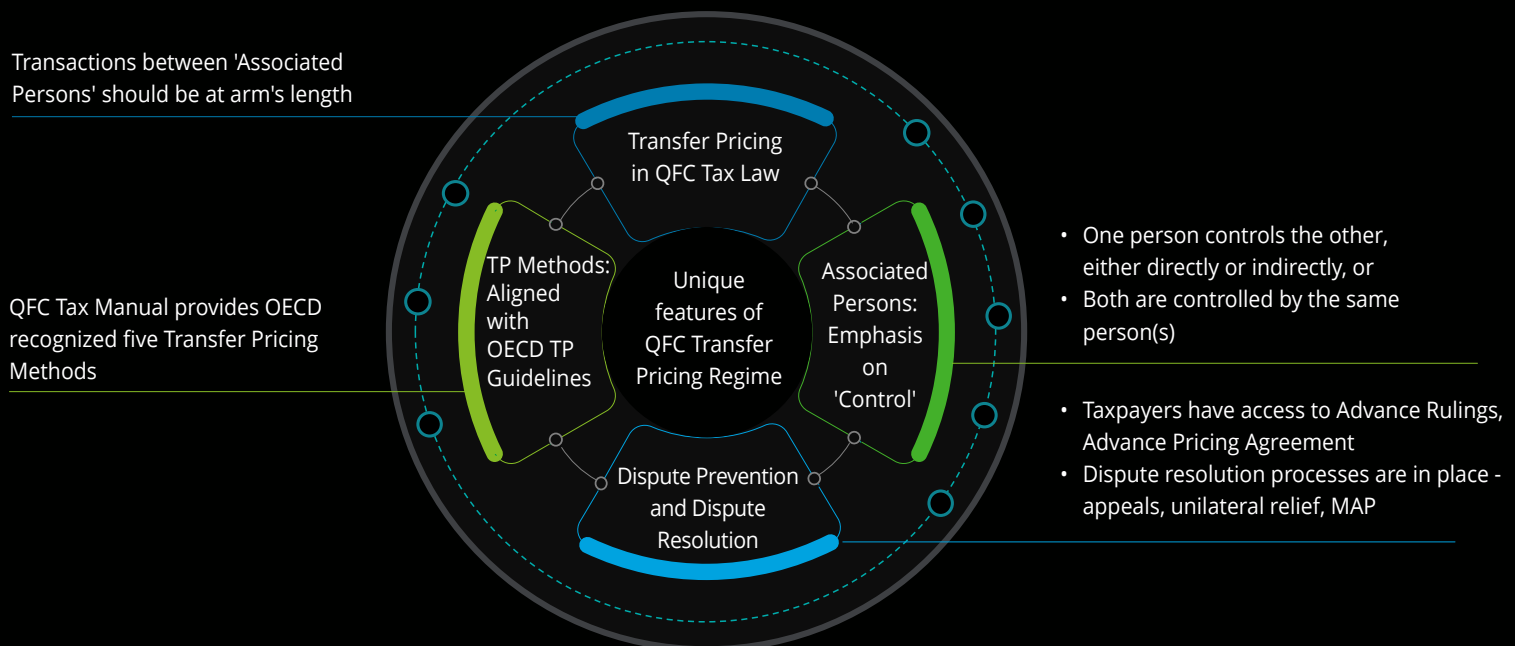 Transactions between 'Associated
Persons' should be at arm's length
Transfer Pricing
in QFC Tax Law
QFC Tax Manual provides OECD
recognized five Transfer Pricing
Methods
TP Methods:
Aligned
with
OECD TP
Guidelines
Unique
features of
QFC Transfer
Pricing Regime
Associated
Persons:
Emphasis
on
'Control'
• One person controls the other,
either directly or indirectly, or
• Both are controlled by the same
person(s)
Dispute Prevention
and Dispute
Resolution
• Taxpayers have access to Advance Rulings,
Advance Pricing Agreement
• Dispute resolution processes are in place -
appeals, unilateral relief, MAP